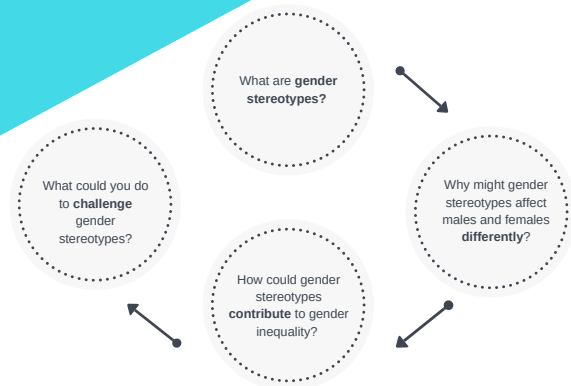 What are gender
stereotypes?
Why might gender
stereotypes affect
males and females
differently?
How could gender
stereotypes
contribute to gender
inequality?
What could you do
to challenge
gender
stereotypes?